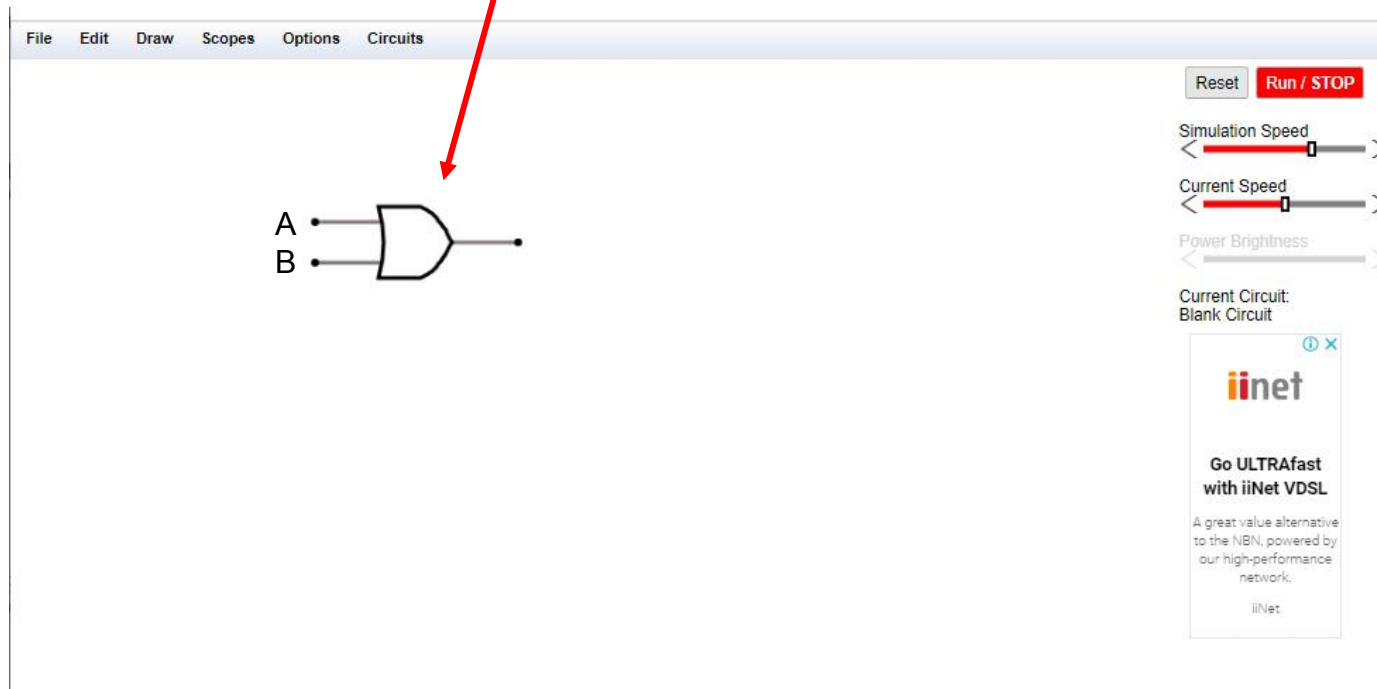 File Edit Draw Scopes Options Circuits
Reset Run / STOP
Simulation Speed
Current Speed
Power Brightness
Current Circuit:
Blank Circuit
A
B
iinet
Go ULTRAfast
with iiNet VDSL
A great value alternative
to the NBN, powered by
our high-performance
network.
iiNet